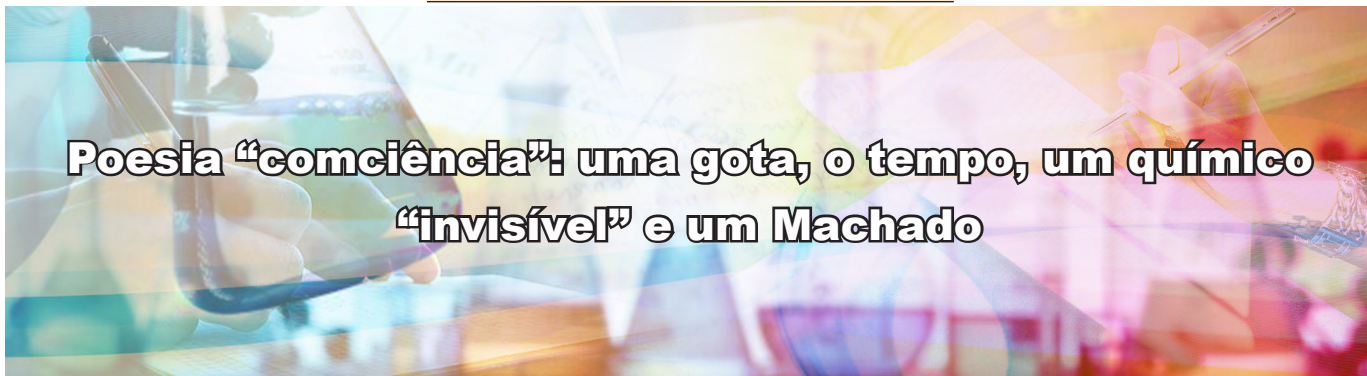 Poesia “comciência”: uma gota, o tempo, um químico
“invisível” e um Machado